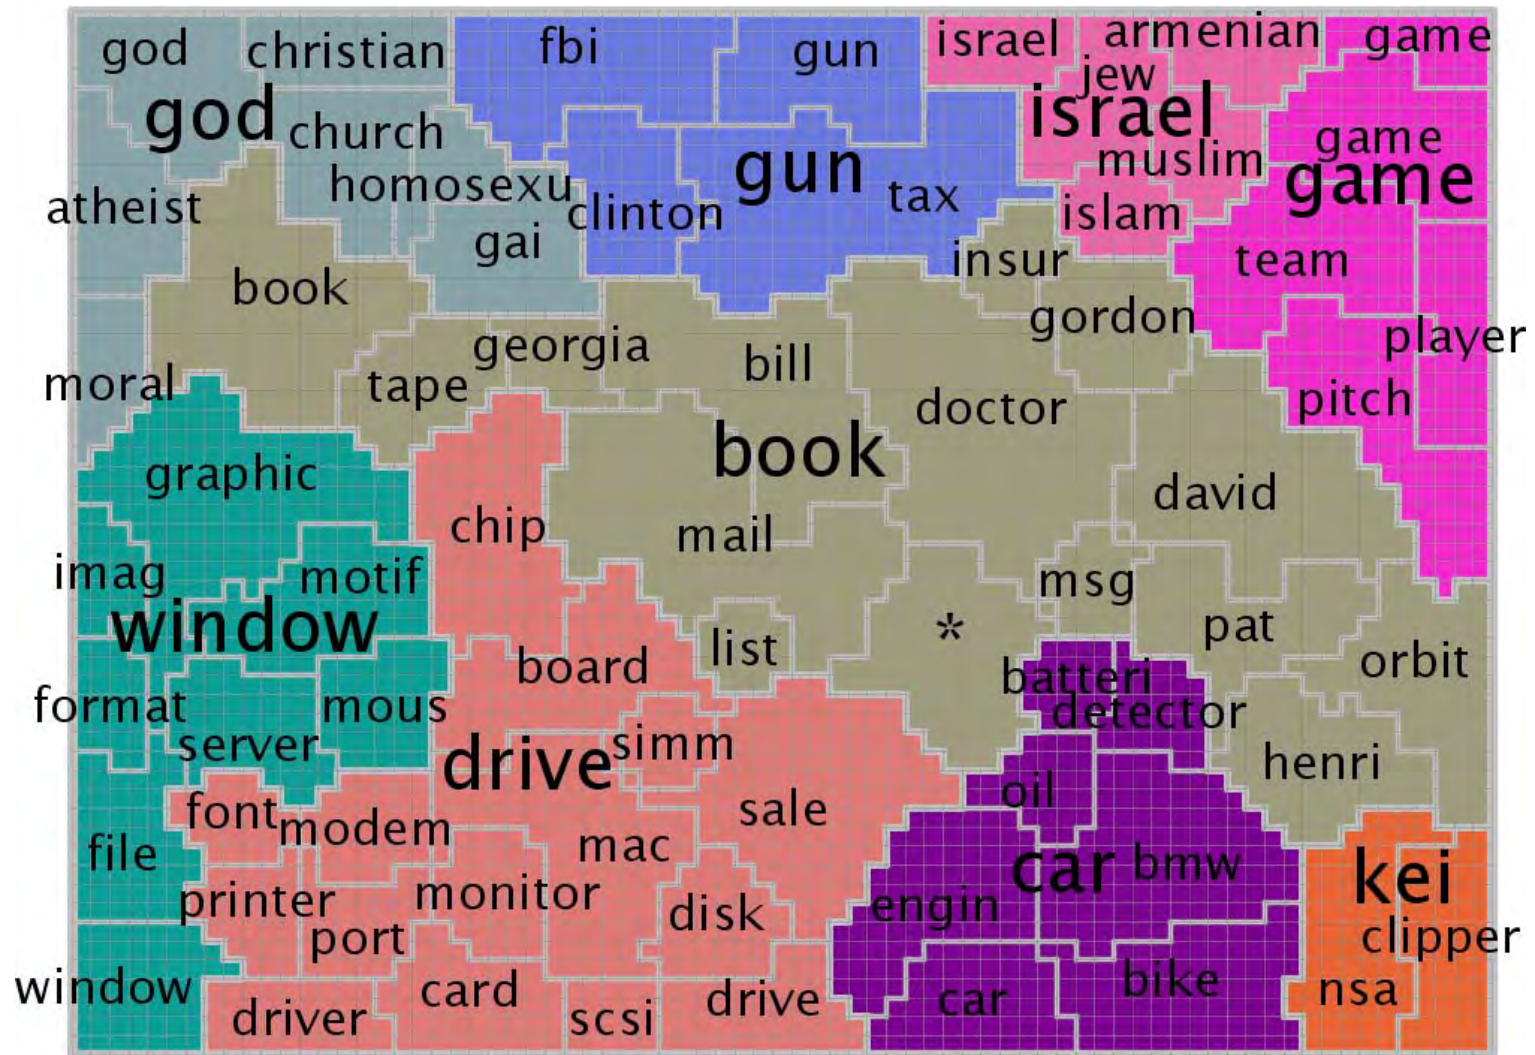 god
christian
fbi
gun
israel
armenian
game
jew
god
church
israel
game
homosexu
gun
muslim
game
atheist
clinton
tax
islam
gai
insur
team
book
gordon
georgia
bill
player
moral
tape
doctor
pitch
book
graphic
david
chip
mail
imag
motif
msg
window
list
*
pat
board
batteri
orbit
format
mous
detector
server
drive
simm
henri
font
modem
sale
oil
file
mac
car
bmw
kei
printer
monitor
disk
engin
port
clipper
window
card
drive
car
bike
nsa
driver
scsi